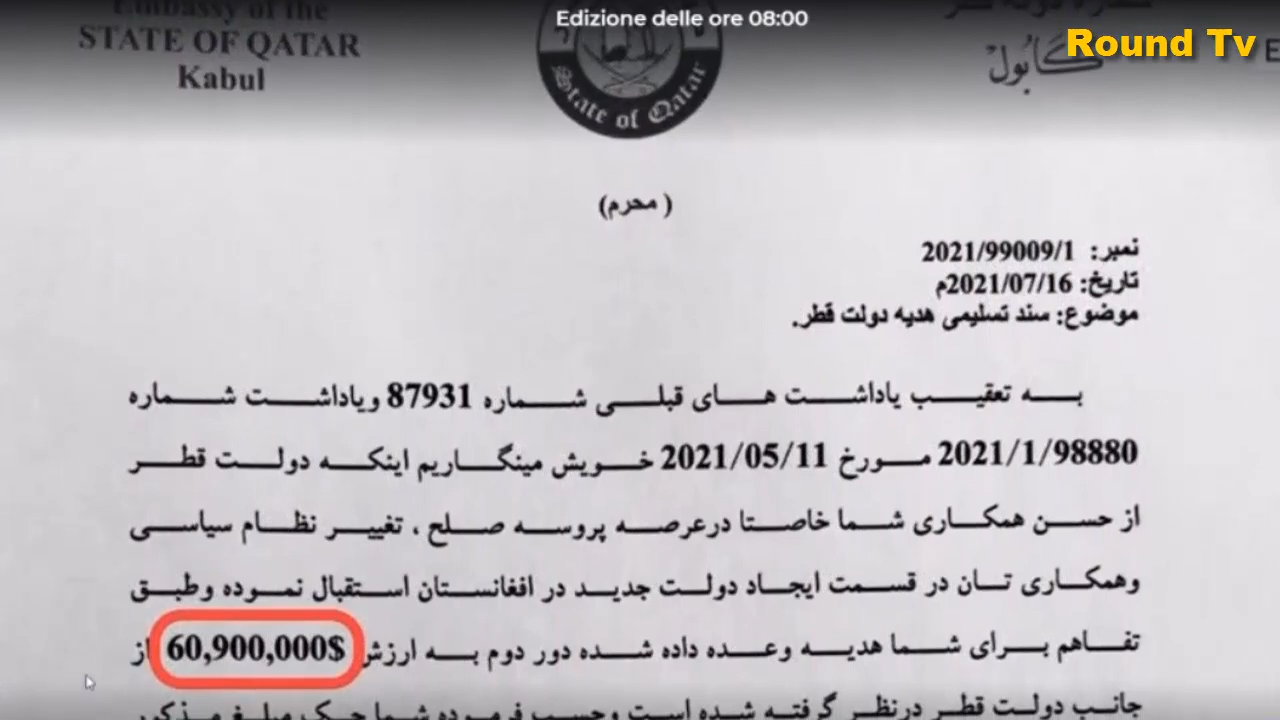 Edizione delle ore 08:00
Round Tv
Embassy of the
STATE OF QATAR
Kabul
كابول
State of Qatar
(محرم)
نمبر: 2021/99009/1
تاریخ: 2021/07/16م
موضوع: سند تسلیمی هدیه دولت قطر.
به تعقیب یاداشت های قبلی شماره 87931 ویاداشت شماره
2021/1/98880 مورخ 2021/05/11 خویش مینگاریم اینکه دولت قطر
از حسن همکاری شما خاصتا درعرصه پروسه صلح ، تغییر نظام سیاسی
وهمکاری تان در قسمت ایجاد دولت جدید در افغانستان استقبال نموده وطبق
تفاهم برای شما هدیه وعده داده شده دور دوم به ارزش 60,900,000$ از
جانب دولت قطر درنظر گرفته شده است وحسب فرموده شما چک مبلغ مذکور